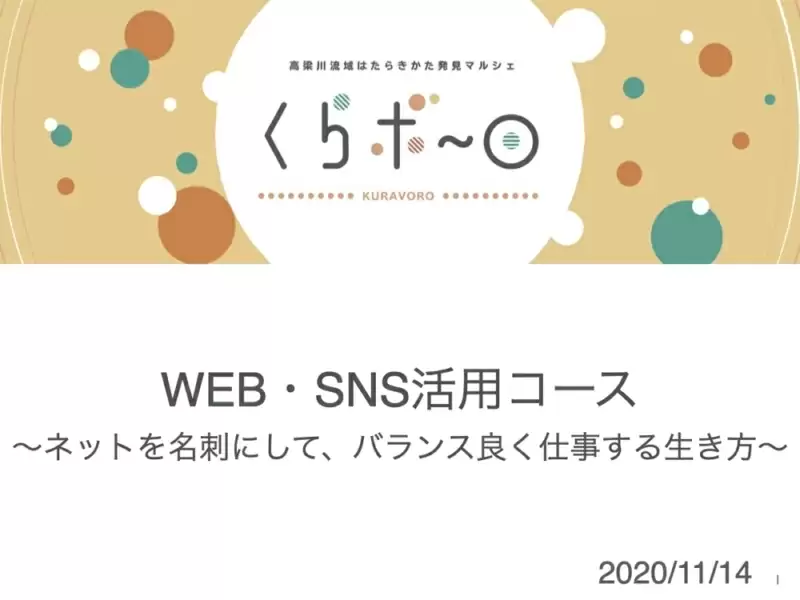 高梁川流域はたらきかた発見マルシェ
くらボ〜ロ
KURAVORO
WEB・SNS活用コース
〜ネットを名刺にして、バランス良く仕事する生き方〜
2020/11/14
1